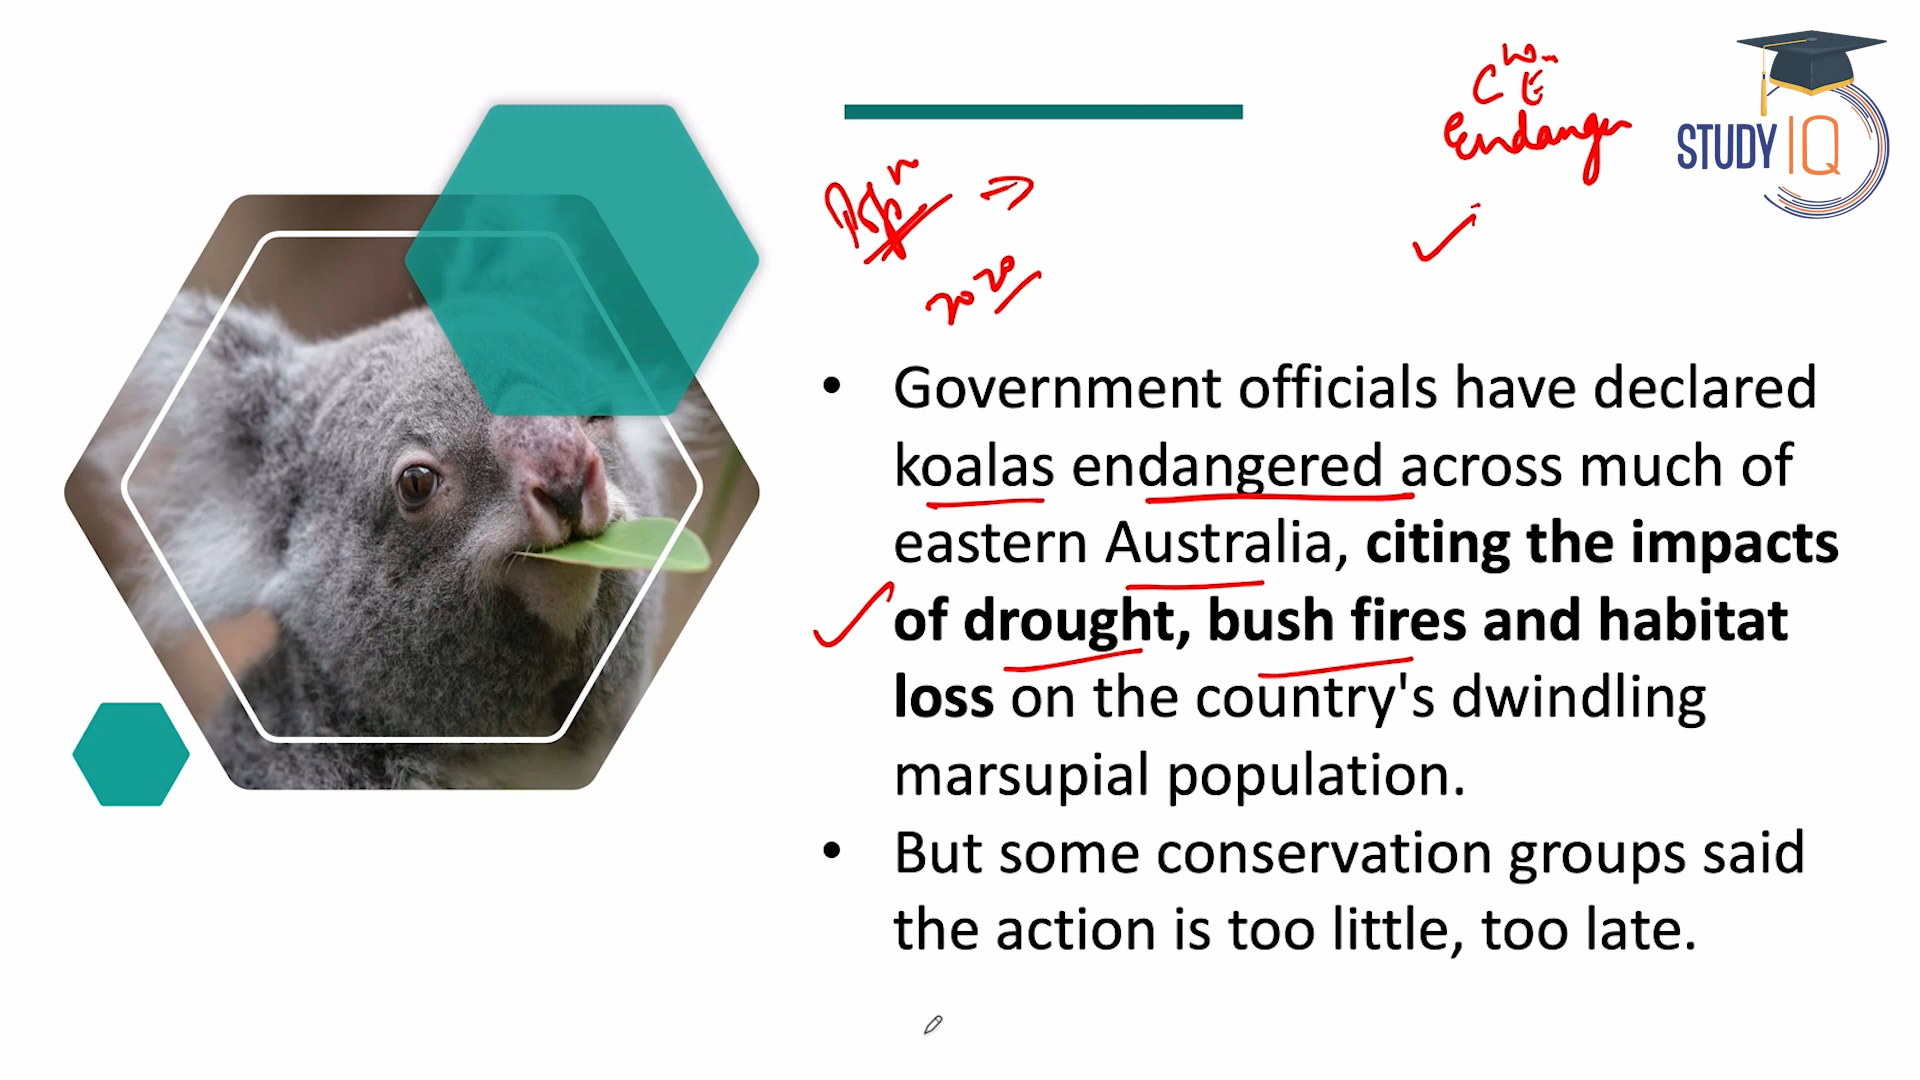 C E
Endanger
STUDY IQ
2020
• Government officials have declared
koalas endangered across much of
eastern Australia, citing the impacts
of drought, bush fires and habitat
loss on the country's dwindling
marsupial population.
• But some conservation groups said
the action is too little, too late.